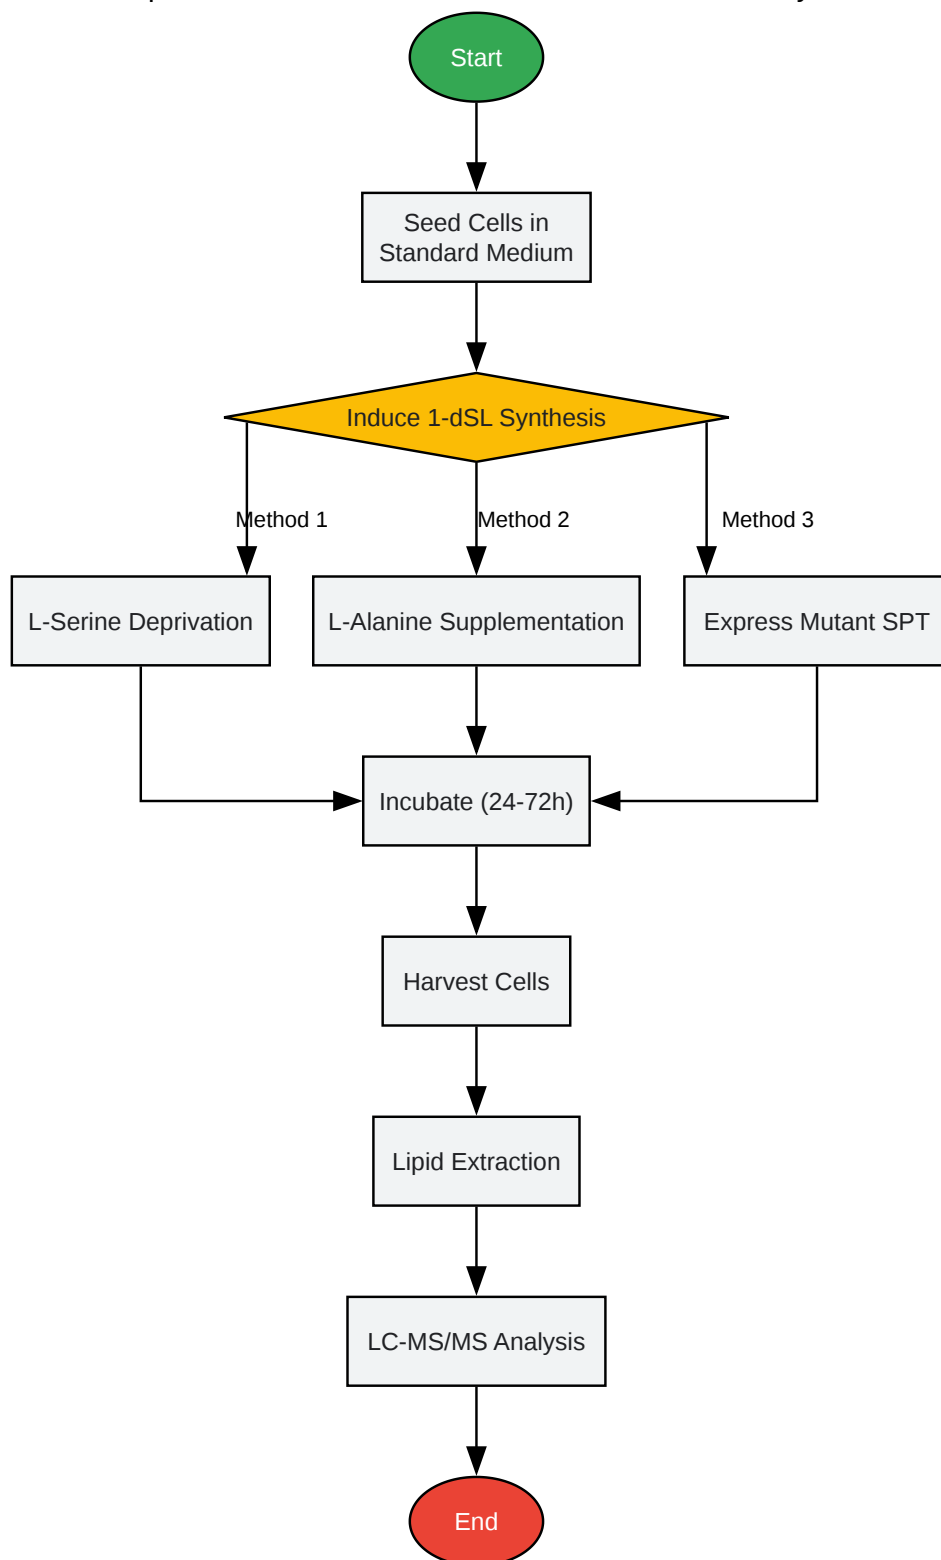 Start
Seed Cells in
Standard Medium
Induce 1-dSL Synthesis
Method 1
Method 2
Method 3
L-Serine Deprivation
L-Alanine Supplementation
Express Mutant SPT
Incubate (24-72h)
Harvest Cells
Lipid Extraction
LC-MS/MS Analysis
End